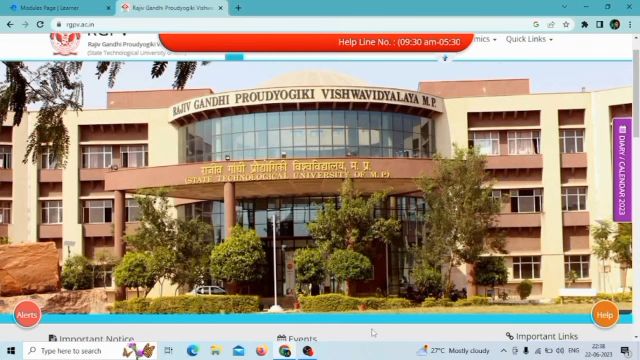 Modules Page | Learner
Rajiv Gandhi Proudyogiki Vishwa
rgpv.ac.in
Rajiv Gandhi Proudyogiki V
(State Technological University
Help Line No. : (09:30 am-05:30
mics
Quick Links
RAJIV GANDHI PROUDYOGIKI VISHWAVIDYALAYA M.P.
राजीव गांधी प्रौद्योगिकी विश्वविद्यालय, म. प्र.
(STATE TECHNOLOGICAL UNIVERSITY OF M.P.)
DIARY / CALENDAR 2023
Alerts
Help
Important Notice
Events
Important Links
Type here to search
27°C Mostly cloudy
ENG
22:38
22-06-2023